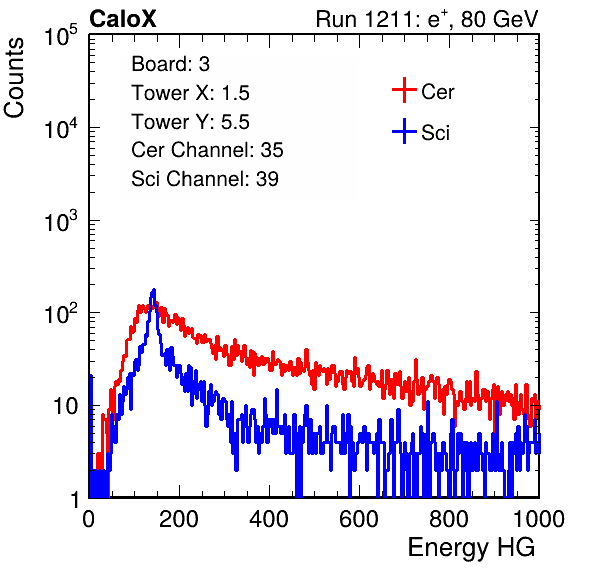 CaloX Run 1211: e⁺, 80 GeV
Counts
Board: 3
Tower X: 1.5
Tower Y: 5.5
Cer Channel: 35
Sci Channel: 39
Cer
Sci
10⁵
10⁴
10³
10²
10
1
0 200 400 600 800 1000
Energy HG